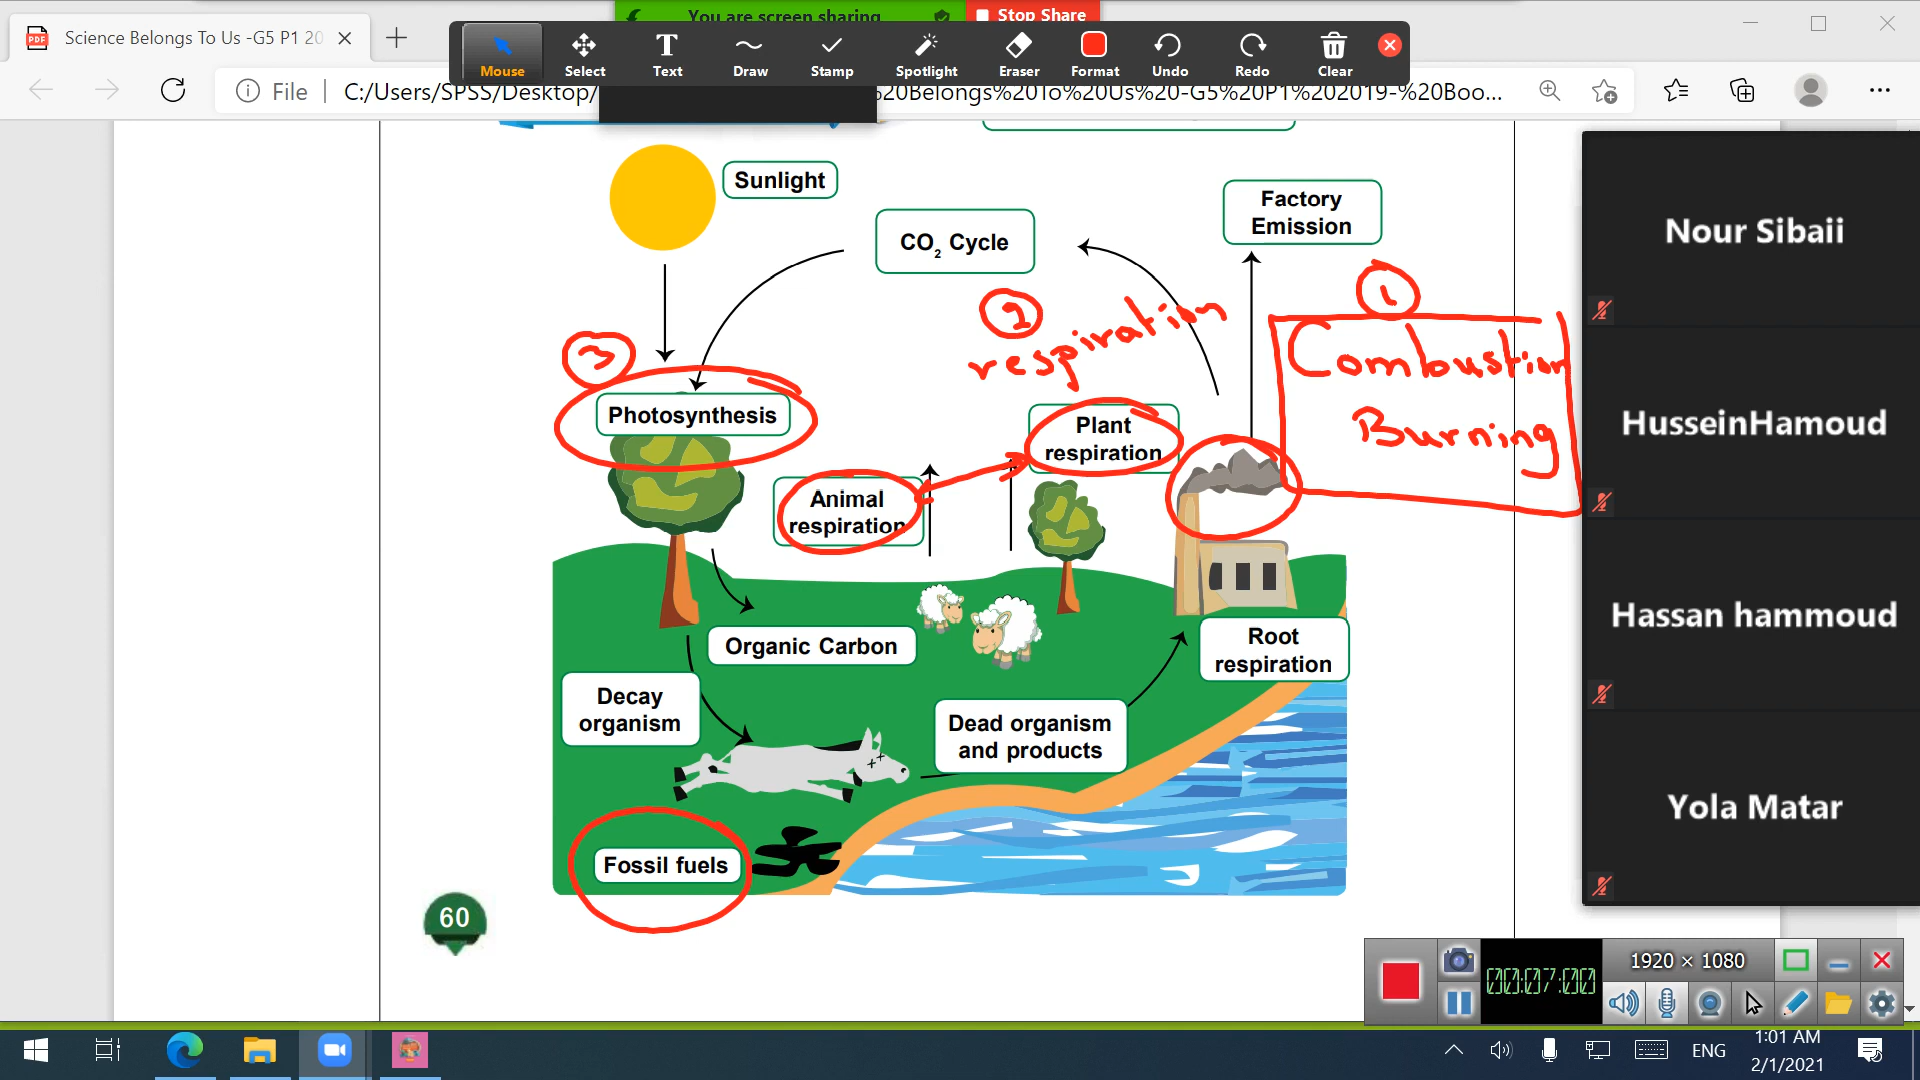 You are screen sharing
Stop Share
Science Belongs To Us -G5 P1 20
Mouse
Select
Text
Draw
Stamp
Spotlight
Eraser
Format
Undo
Redo
Clear
File
C:/Users/SPSS/Desktop/
%20Belongs%20To%20Us%20-G5%20P1%202019-%20Boo...
Sunlight
CO2 Cycle
Factory
Emission
1
2
respiration
Combustion
Burning
3
Photosynthesis
Plant
respiration
Animal
respiration
Organic Carbon
Root
respiration
Decay
organism
Dead organism
and products
Fossil fuels
60
Nour Sibaii
HusseinHamoud
Hassan hammoud
Yola Matar
1920 × 1080
00:07:00
ENG
1:01 AM
2/1/2021